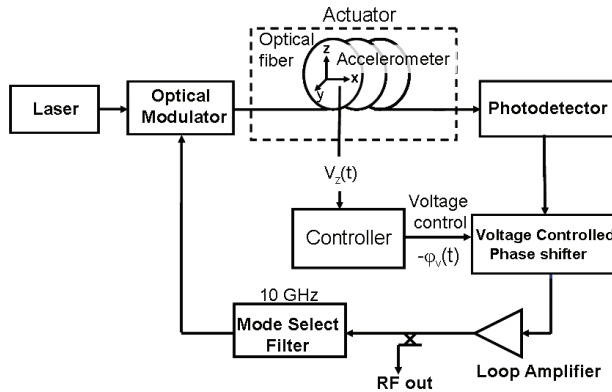 Actuator
Optical
fiber
Accelerometer
z
x
y
Laser
Optical
Modulator
Photodetector
Vz(t)
Voltage
control
-φv(t)
Controller
Voltage Controlled
Phase shifter
10 GHz
Mode Select
Filter
Loop Amplifier
RF out